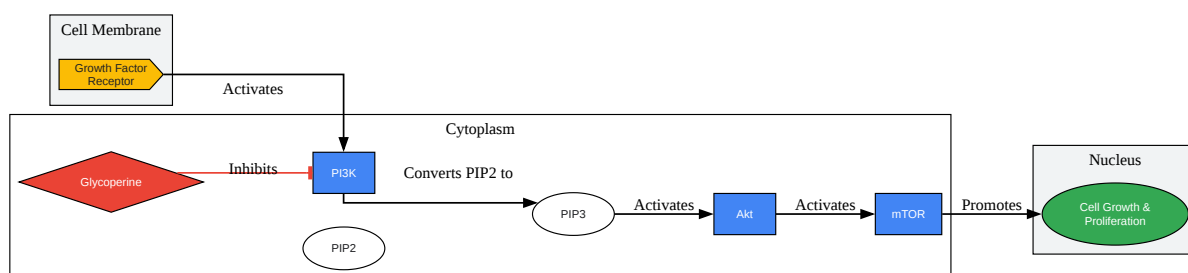 Cell Membrane
Growth Factor
Receptor
Activates
Cytoplasm
Glycoperine
Inhibits
PI3K
Converts PIP2 to
PIP2
PIP3
Activates
Akt
Activates
mTOR
Promotes
Nucleus
Cell Growth &
Proliferation